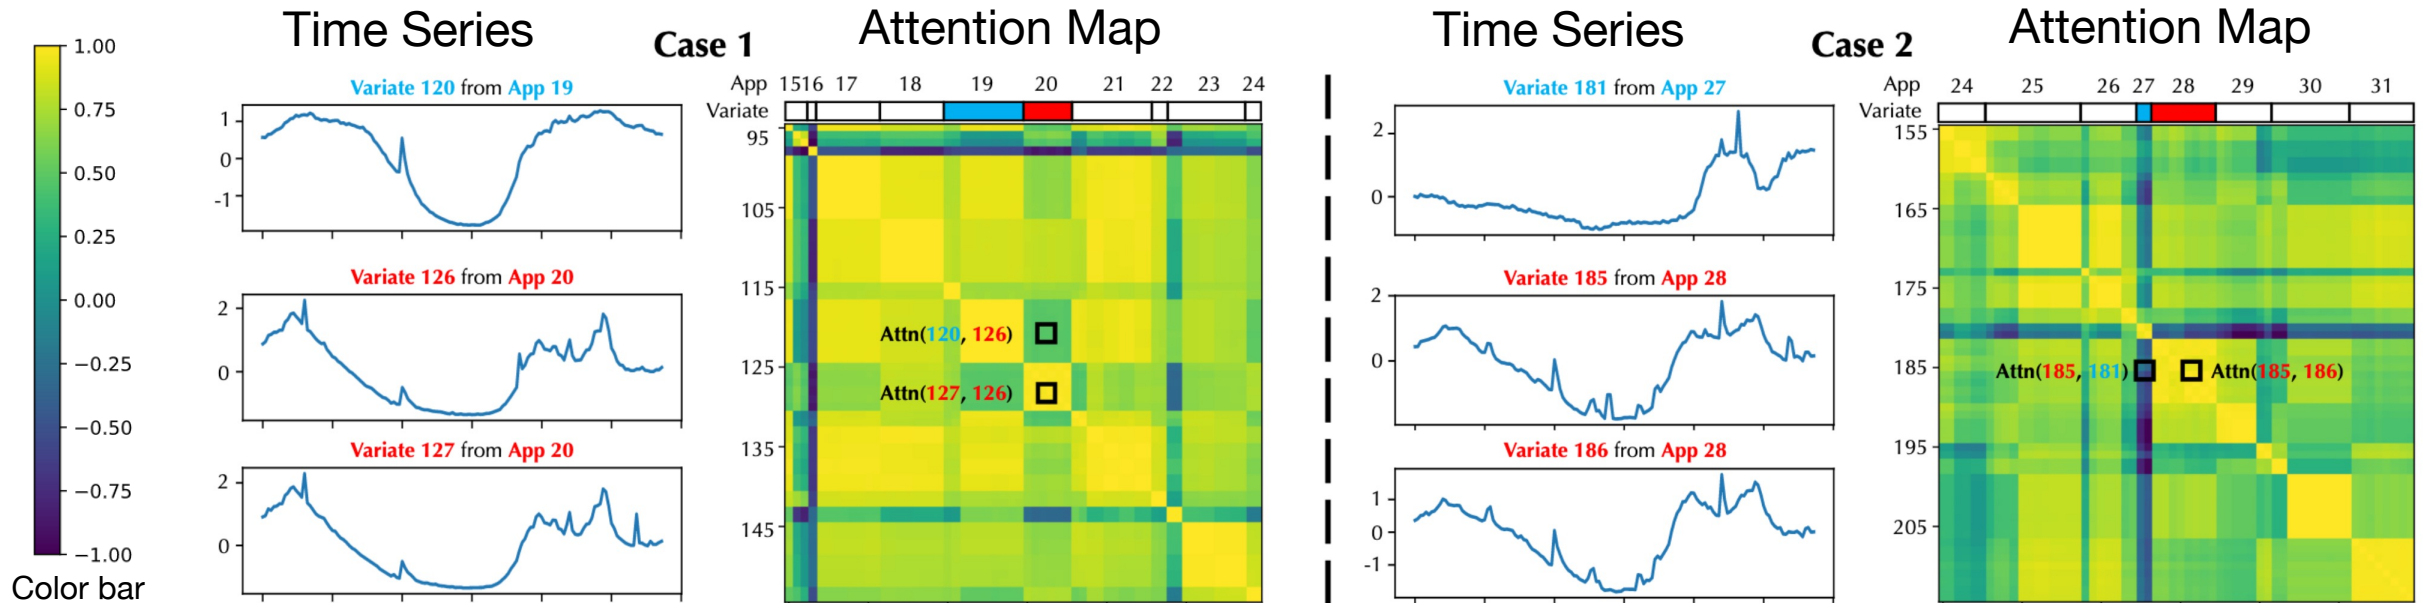 Time Series
Case 1
Attention Map
Time Series
Case 2
Attention Map
1.00
0.75
0.50
0.25
0.00
−0.25
−0.50
−0.75
−1.00
Color bar
Variate 120 from App 19
1
0
-1
Variate 126 from App 20
2
0
Variate 127 from App 20
2
0
App 15 16 17 18 19 20 21 22 23 24
Variate
95
105
115
125
135
145
Attn(120, 126)
Attn(127, 126)
Variate 181 from App 27
2
0
Variate 185 from App 28
2
0
Variate 186 from App 28
1
0
-1
App 24 25 26 27 28 29 30 31
Variate
155
165
175
185
195
205
Attn(185, 181)
Attn(185, 186)